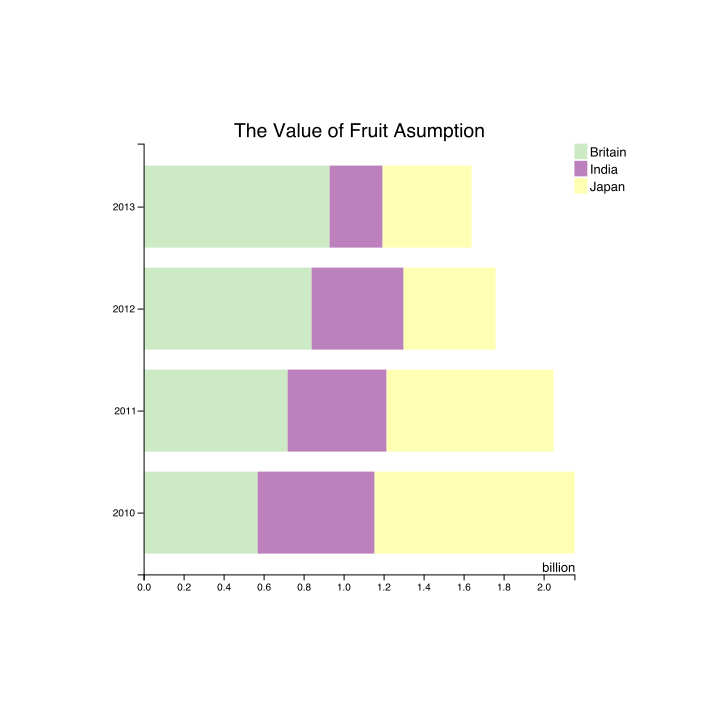 The Value of Fruit Asumption
Britain
India
Japan
2013
2012
2011
2010
billion
0.0 0.2 0.4 0.6 0.8 1.0 1.2 1.4 1.6 1.8 2.0